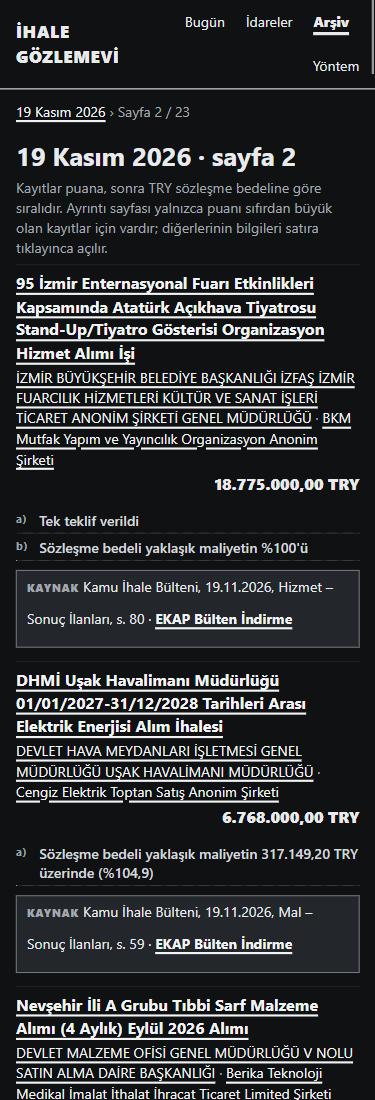 İHALE
GÖZLEMEVİ
Bugün İdareler Arşiv
Yöntem
19 Kasım 2026 › Sayfa 2 / 23
19 Kasım 2026 · sayfa 2
Kayıtlar puana, sonra TRY sözleşme bedeline göre
sıralıdır. Ayrıntı sayfası yalnızca puanı sıfırdan büyük
olan kayıtlar için vardır; diğerlerinin bilgileri satıra
tıklayınca açılır.
95 İzmir Enternasyonal Fuarı Etkinlikleri
Kapsamında Atatürk Açıkhava Tiyatrosu
Stand-Up/Tiyatro Gösterisi Organizasyon
Hizmet Alımı İşi
İZMİR BÜYÜKŞEHİR BELEDİYE BAŞKANLIĞI İZFAŞ İZMİR
FUARCILIK HİZMETLERİ KÜLTÜR VE SANAT İŞLERİ
TİCARET ANONİM ŞİRKETİ GENEL MÜDÜRLÜĞÜ · BKM
Mutfak Yapım ve Yayıncılık Organizasyon Anonim
Şirketi
18.775.000,00 TRY
a) Tek teklif verildi
b) Sözleşme bedeli yaklaşık maliyetin %100'ü
KAYNAK Kamu İhale Bülteni, 19.11.2026, Hizmet –
Sonuç İlanları, s. 80 · EKAP Bülten İndirme
DHMİ Uşak Havalimanı Müdürlüğü
01/01/2027-31/12/2028 Tarihleri Arası
Elektrik Enerjisi Alım İhalesi
DEVLET HAVA MEYDANLARI İŞLETMESİ GENEL
MÜDÜRLÜĞÜ UŞAK HAVALİMANI MÜDÜRLÜĞÜ ·
Cengiz Elektrik Toptan Satış Anonim Şirketi
6.768.000,00 TRY
a) Sözleşme bedeli yaklaşık maliyetin 317.149,20 TRY
üzerinde (%104,9)
KAYNAK Kamu İhale Bülteni, 19.11.2026, Mal –
Sonuç İlanları, s. 59 · EKAP Bülten İndirme
Nevşehir İli A Grubu Tıbbi Sarf Malzeme
Alımı (4 Aylık) Eylül 2026 Alımı
DEVLET MALZEME OFİSİ GENEL MÜDÜRLÜĞÜ V NOLU
SATIN ALMA DAİRE BAŞKANLIĞI · Berika Teknoloji
Medikal İmalat İthalat İhracat Ticaret Limited Şirketi